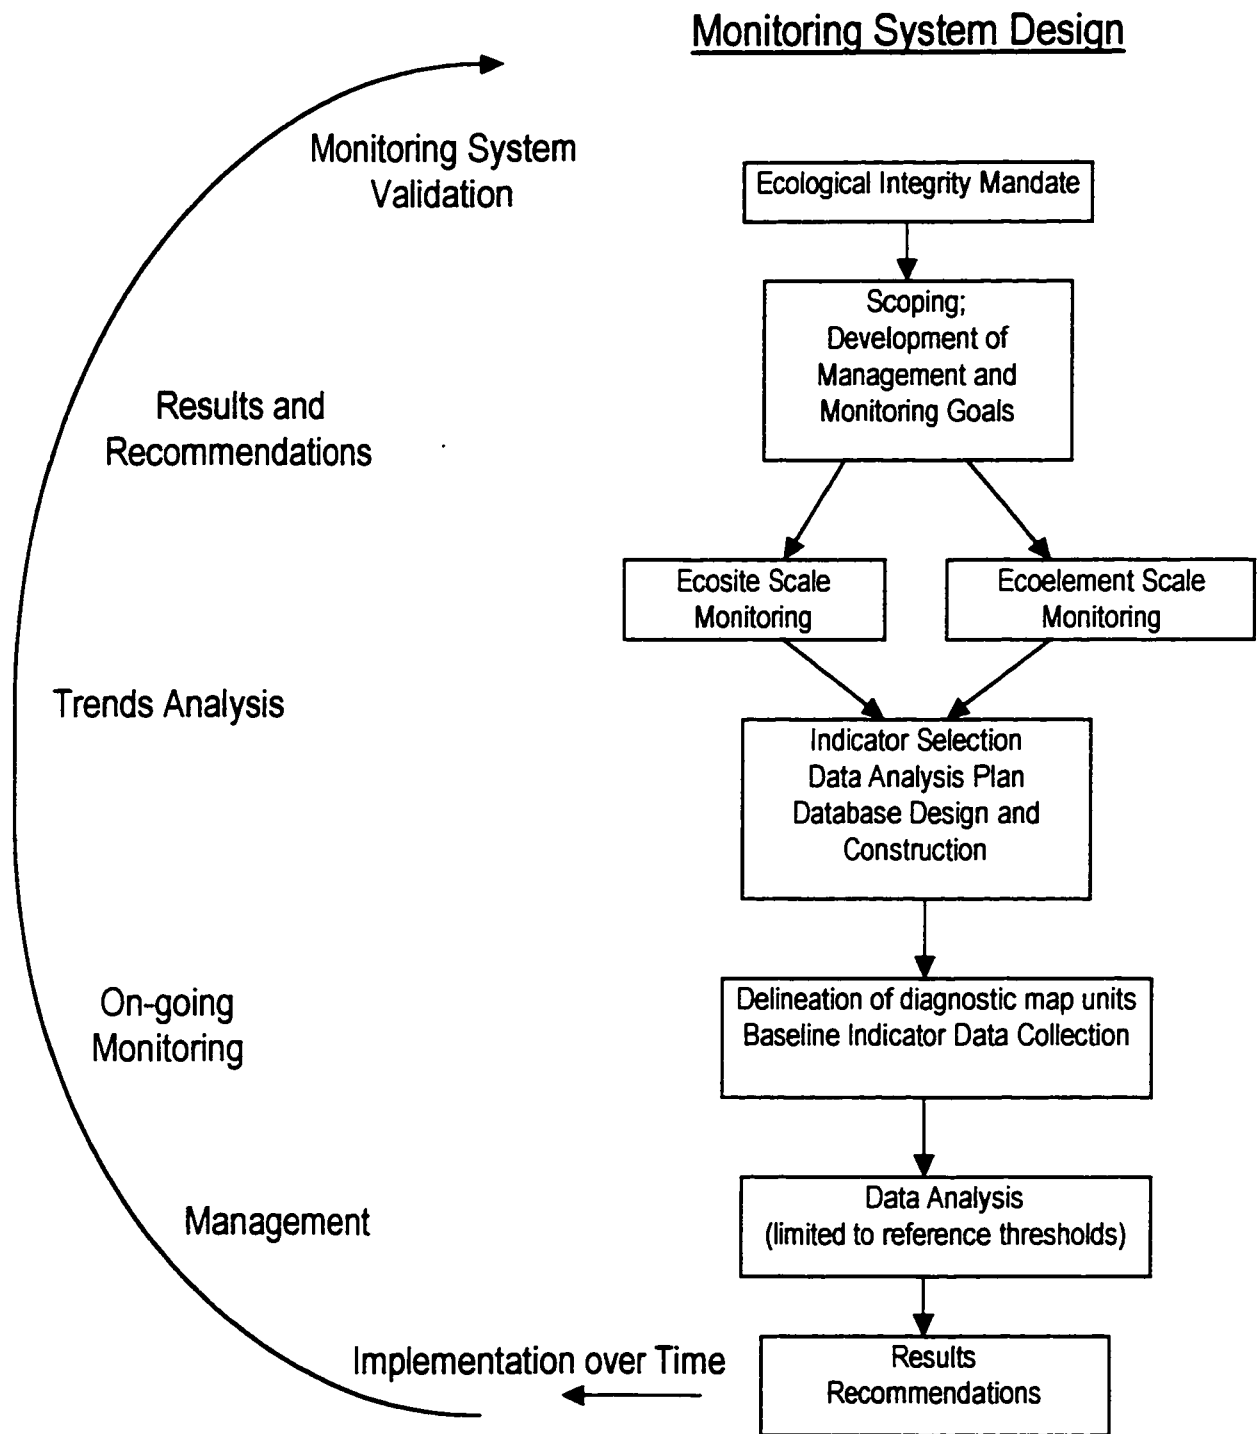 Monitoring System Design
Monitoring System
Validation
Ecological Integrity Mandate
Scoping;
Development of
Management and
Monitoring Goals
Results and
Recommendations
Ecosite Scale
Monitoring
Ecoelement Scale
Monitoring
Trends Analysis
Indicator Selection
Data Analysis Plan
Database Design and
Construction
On-going
Monitoring
Delineation of diagnostic map units
Baseline Indicator Data Collection
Management
Data Analysis
(limited to reference thresholds)
Implementation over Time
Results
Recommendations